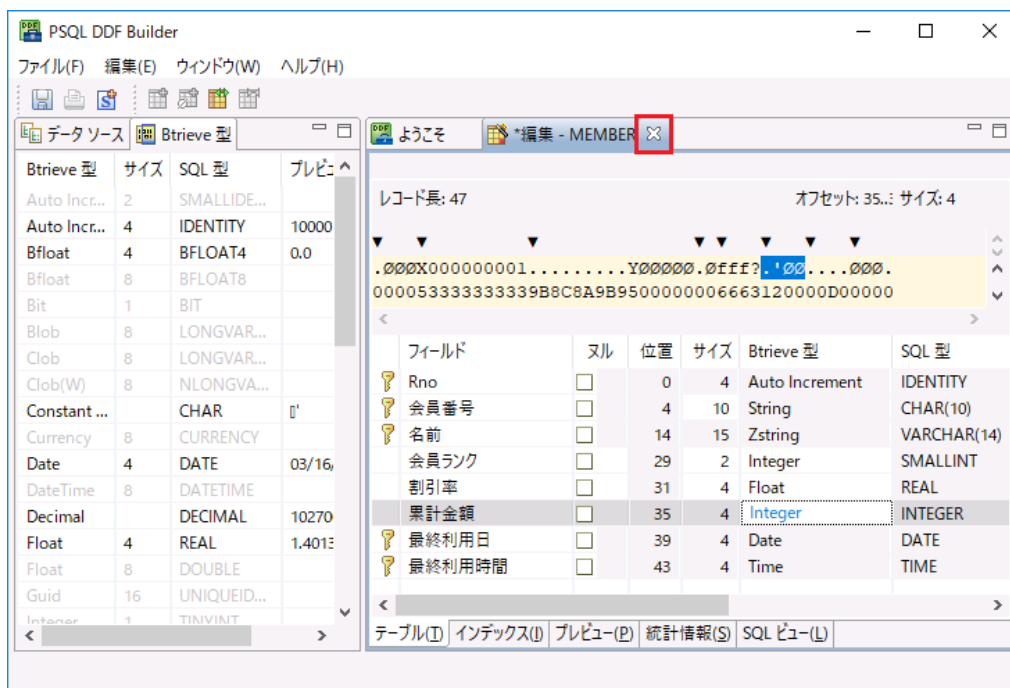 PSQL DDF Builder
ファイル(F) 編集(E) ウィンドウ(W) ヘルプ(H)
データ ソース Btrieve 型
ようこそ *編集 - MEMBER
Btrieve 型 サイズ SQL 型 プレビュ
Auto Incr... 2 SMALLIDE...
Auto Incr... 4 IDENTITY 10000
Bfloat 4 BFLOAT4 0.0
Bfloat 8 BFLOAT8
Bit 1 BIT
Blob 8 LONGVAR...
Clob 8 LONGVAR...
Clob(W) 8 NLONGVA...
Constant ... CHAR
Currency 8 CURRENCY
Date 4 DATE 03/16/
DateTime 8 DATETIME
Decimal DECIMAL 10270
Float 4 REAL 1.4013
Float 8 DOUBLE
Guid 16 UNIQUEID...
Integer 1 TINYINT
レコード長: 47 オフセット: 35..: サイズ: 4
.ØØØX000000001.........YØØØØØ.Øfff?.'ØØ....ØØØ.
000053333333339B8C8A9B95000000066631200000D00000
フィールド ヌル 位置 サイズ Btrieve 型 SQL 型
Rno 0 4 Auto Increment IDENTITY
会員番号 4 10 String CHAR(10)
名前 14 15 Zstring VARCHAR(14)
会員ランク 29 2 Integer SMALLINT
割引率 31 4 Float REAL
累計金額 35 4 Integer INTEGER
最終利用日 39 4 Date DATE
最終利用時間 43 4 Time TIME
テーブル(T) インデックス(I) プレビュー(P) 統計情報(S) SQL ビュー(L)